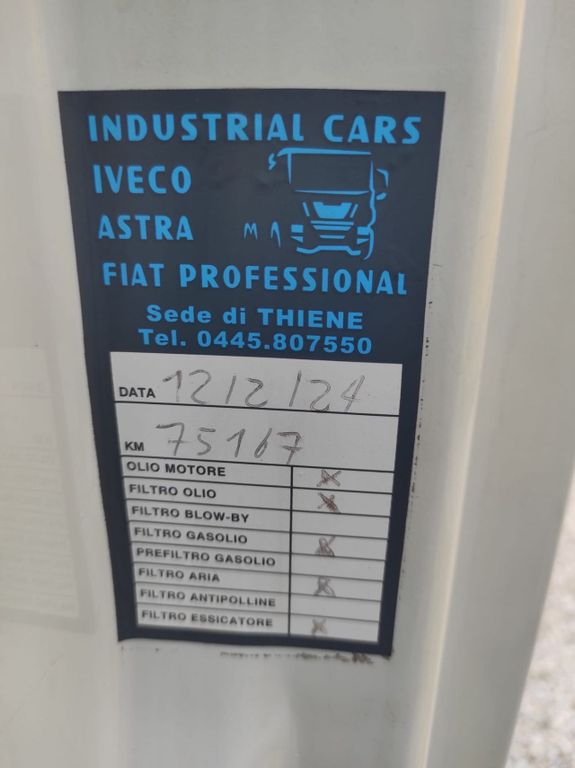 INDUSTRIAL CARS
IVECO
ASTRA
FIAT PROFESSIONAL
Sede di THIENE
Tel. 0445.807550
DATA 12/2/24
KM 75167
OLIO MOTORE X
FILTRO OLIO X
FILTRO BLOW-BY
FILTRO GASOLIO X
PREFILTRO GASOLIO
FILTRO ARIA X
FILTRO ANTIPOLLINE
FILTRO ESSICATORE X